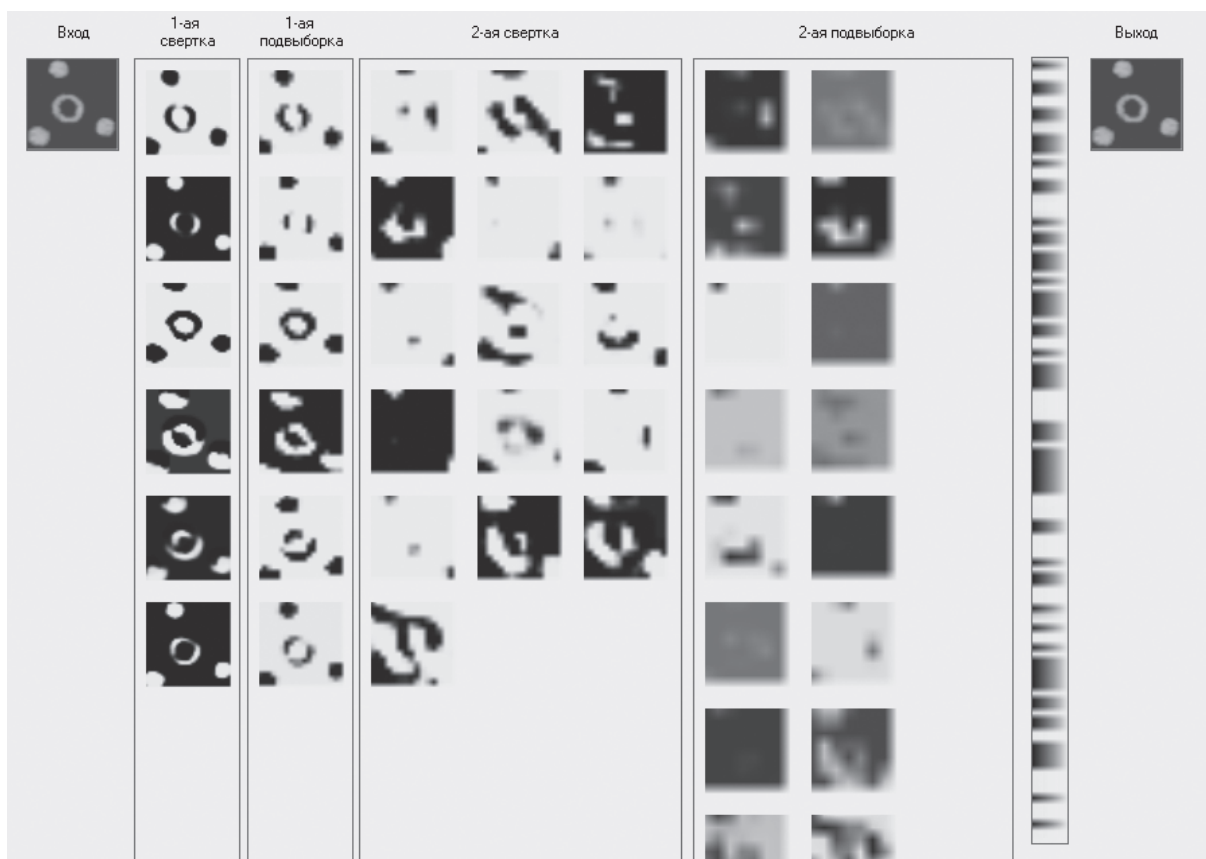 Вход
1-ая
свертка
1-ая
подвыборка
2-ая свертка
2-ая подвыборка
Выход